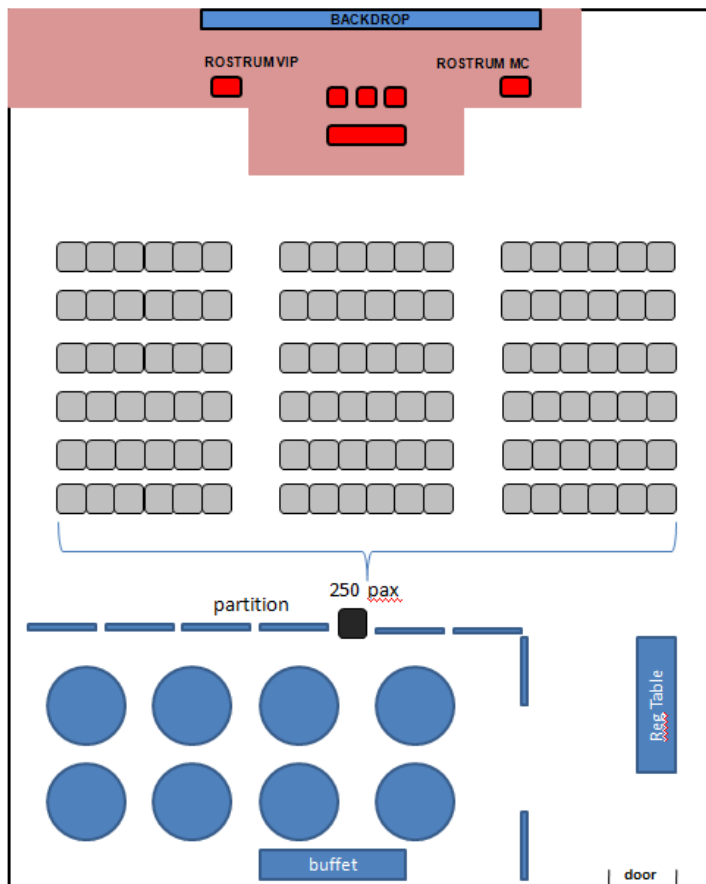 BACKDROP
ROSTRUM VIP
ROSTRUM MC
250 pax
partition
Reg Table
buffet
door